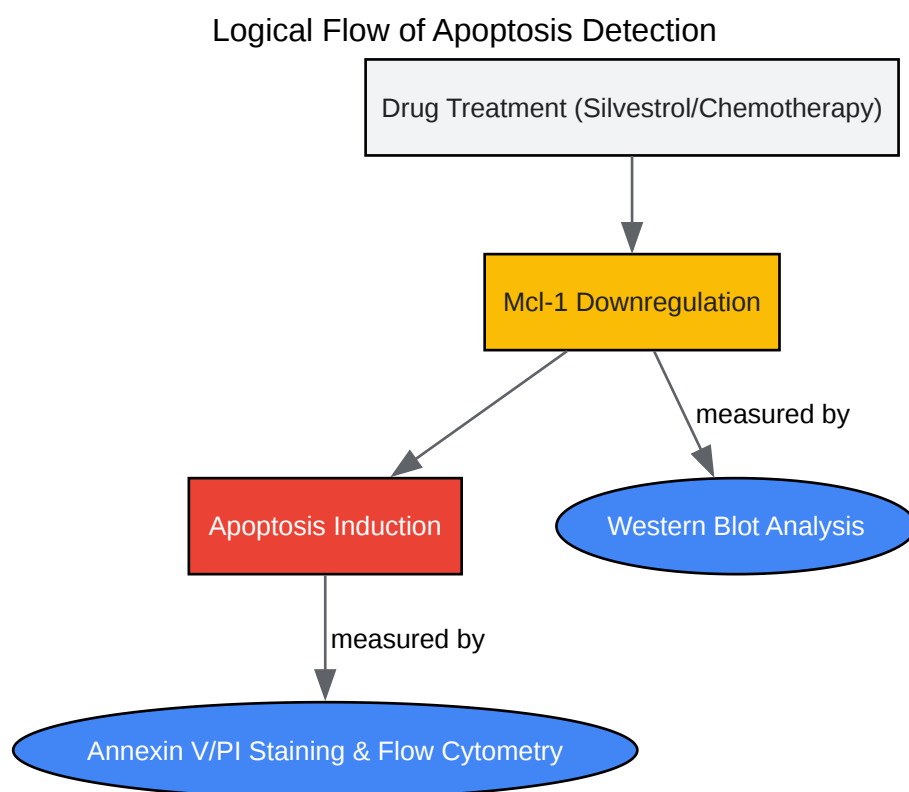 Logical Flow of Apoptosis Detection
Drug Treatment (Silvestrol/Chemotherapy)
Mcl-1 Downregulation
measured by
Apoptosis Induction
Western Blot Analysis
measured by
Annexin V/PI Staining & Flow Cytometry